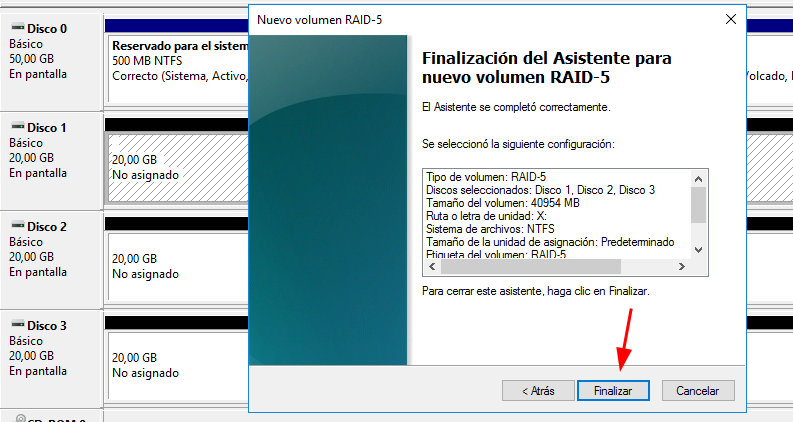 Disco 0
Básico
50,00 GB
En pantalla
Reservado para el sistem
500 MB NTFS
Correcto (Sistema, Activo,
Disco 1
Básico
20,00 GB
En pantalla
20,00 GB
No asignado
Disco 2
Básico
20,00 GB
En pantalla
20,00 GB
No asignado
Disco 3
Básico
20,00 GB
En pantalla
20,00 GB
No asignado
CD-ROM 0
Nuevo volumen RAID-5
Finalización del Asistente para
nuevo volumen RAID-5
El Asistente se completó correctamente.
Se seleccionó la siguiente configuración:
Tipo de volumen: RAID-5
Discos seleccionados: Disco 1, Disco 2, Disco 3
Tamaño del volumen: 40954 MB
Ruta o letra de unidad: X:
Sistema de archivos: NTFS
Tamaño de la unidad de asignación: Predeterminado
Etiqueta del volumen: RAID-5
Para cerrar este asistente, haga clic en Finalizar.
< Atrás
Finalizar
Cancelar
/olcado,